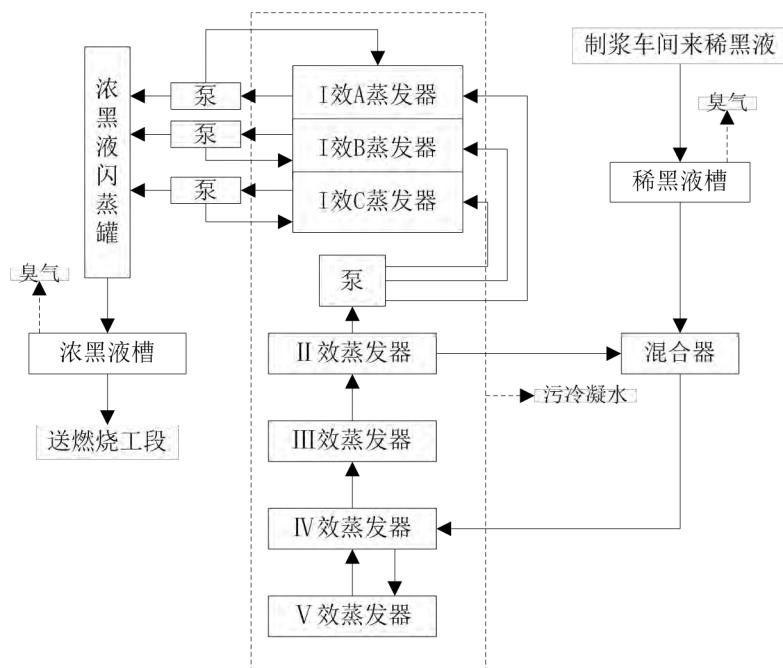 制浆车间来稀黑液
臭气
稀黑液槽
混合器
浓黑液闪蒸罐
泵
泵
泵
I效A蒸发器
I效B蒸发器
I效C蒸发器
泵
臭气
浓黑液槽
送燃烧工段
II效蒸发器
污冷凝水
III效蒸发器
IV效蒸发器
V效蒸发器